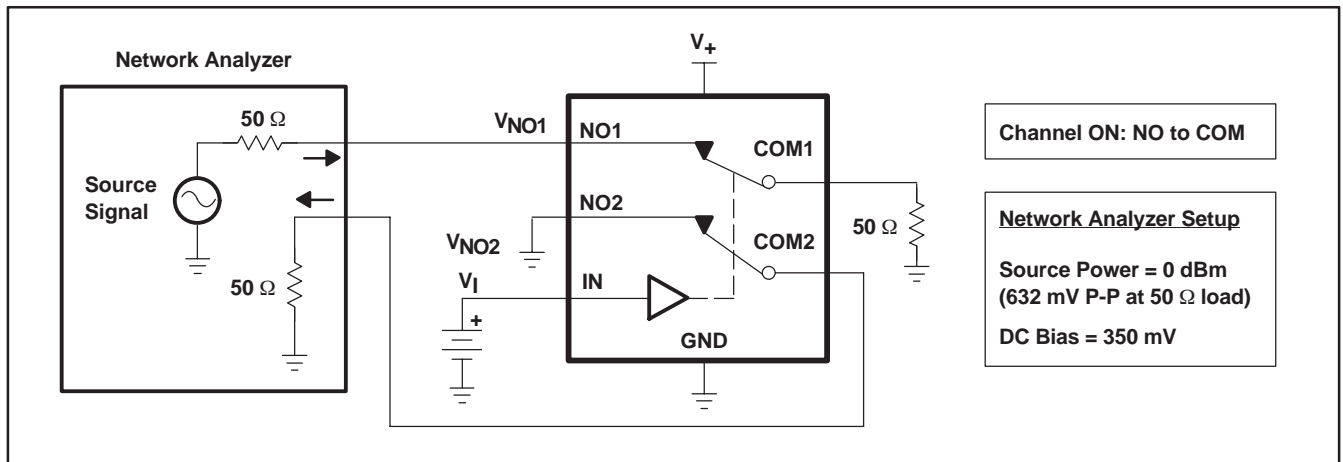 Network Analyzer
50 Ω
Source
Signal
50 Ω
V+
VNO1
NO1
COM1
NO2
VNO2
COM2
50 Ω
VI
IN
+
GND
Channel ON: NO to COM
Network Analyzer Setup
Source Power = 0 dBm
(632 mV P-P at 50 Ω load)
DC Bias = 350 mV